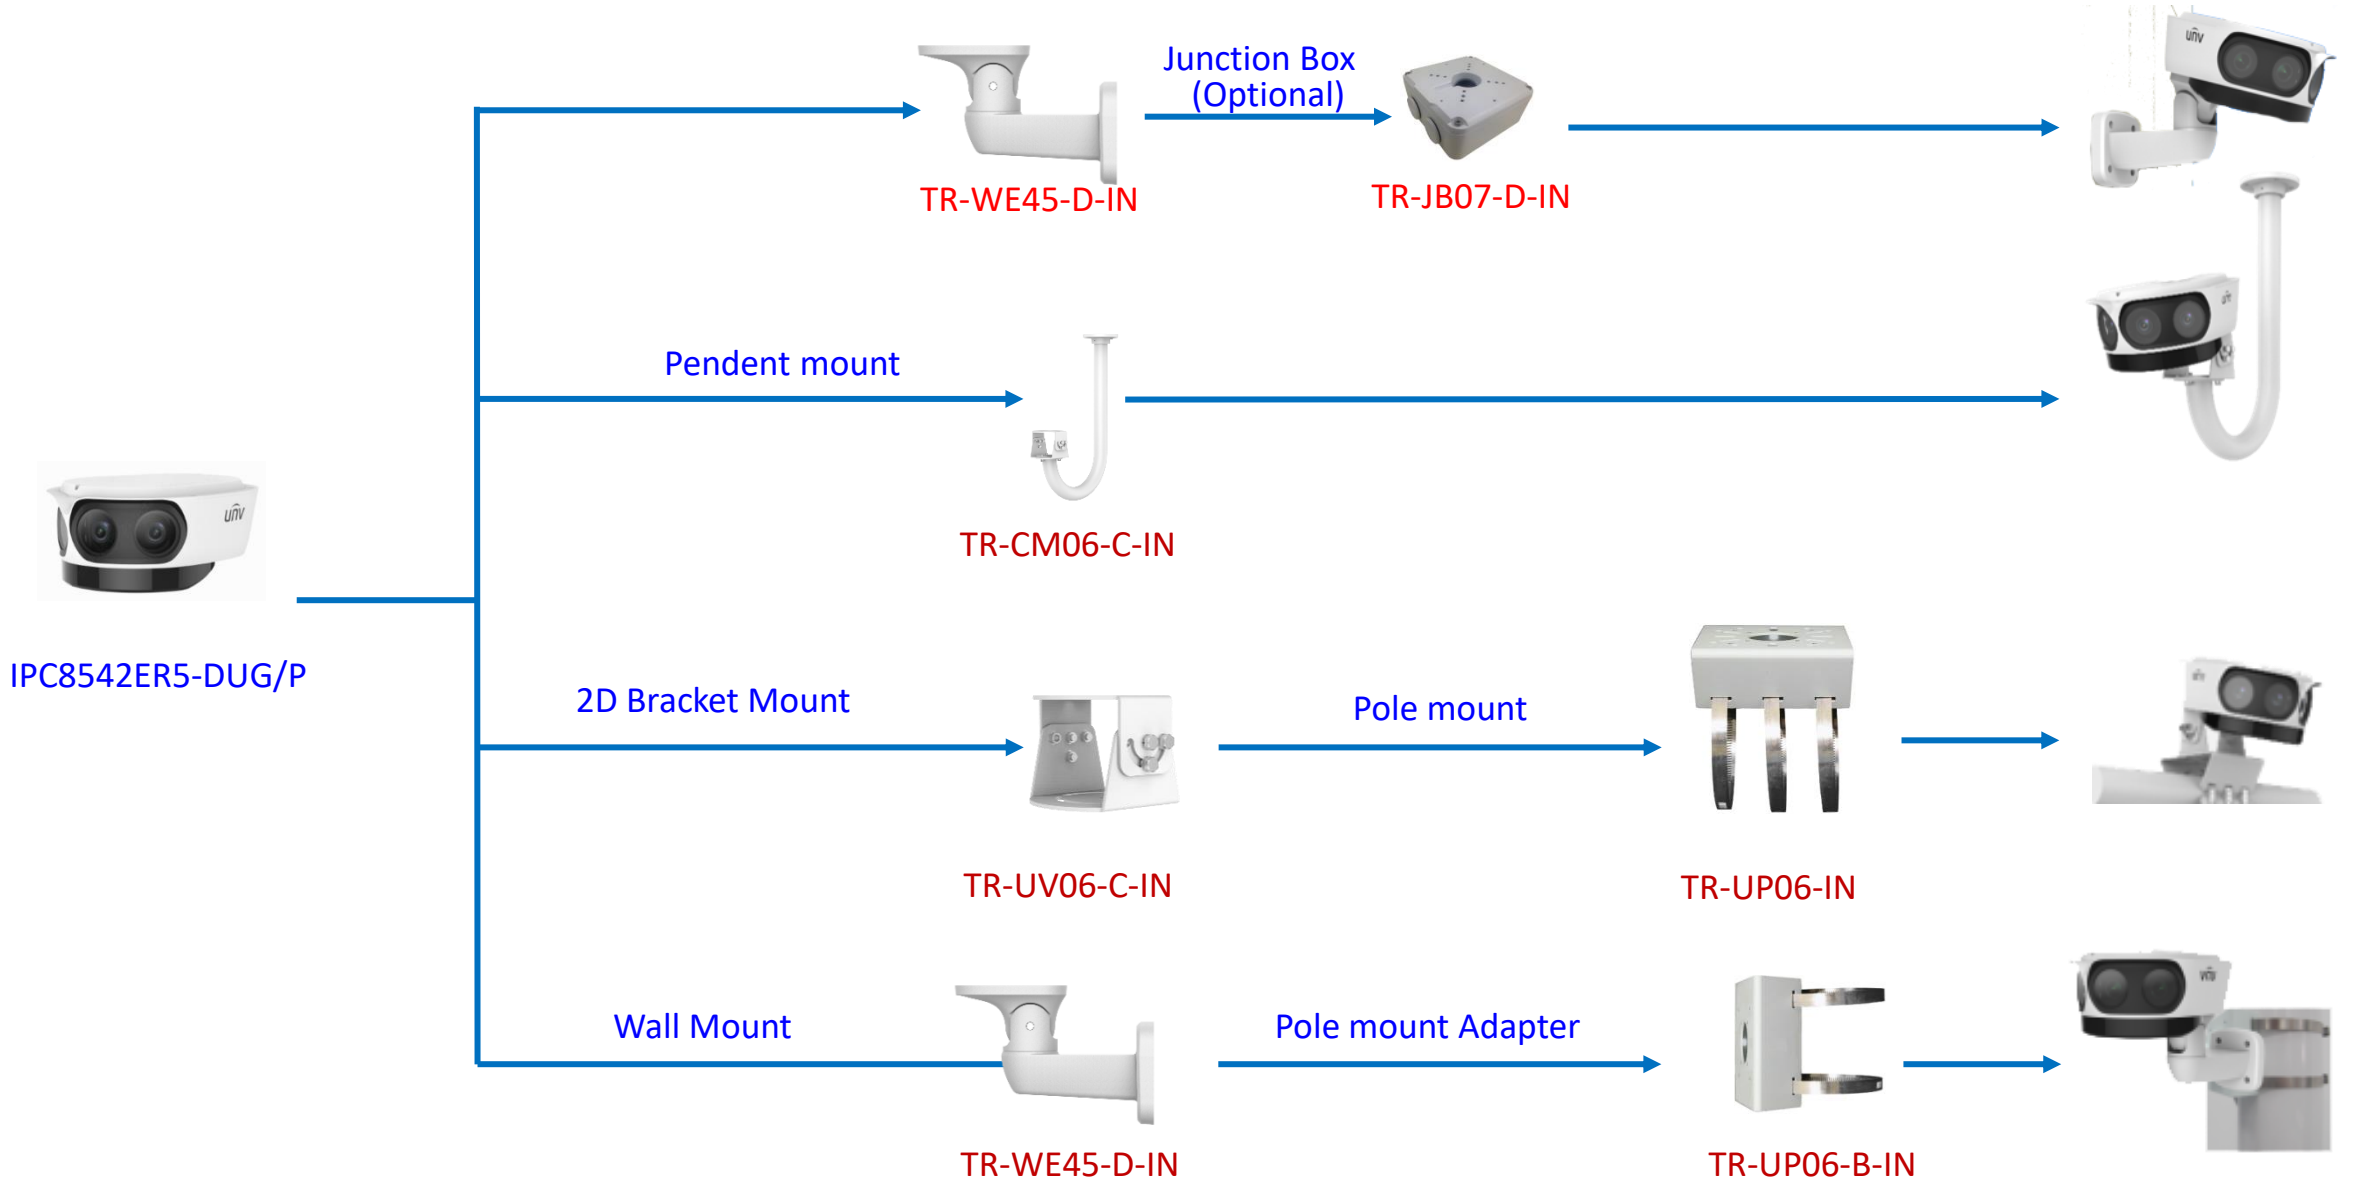 Junction Box
(Optional)
unv
TR-WE45-D-IN
TR-JB07-D-IN
Pendent mount
unv
TR-CM06-C-IN
IPC8542ER5-DUG/P
2D Bracket Mount
Pole mount
TR-UV06-C-IN
TR-UP06-IN
Wall Mount
Pole mount Adapter
TR-WE45-D-IN
TR-UP06-B-IN